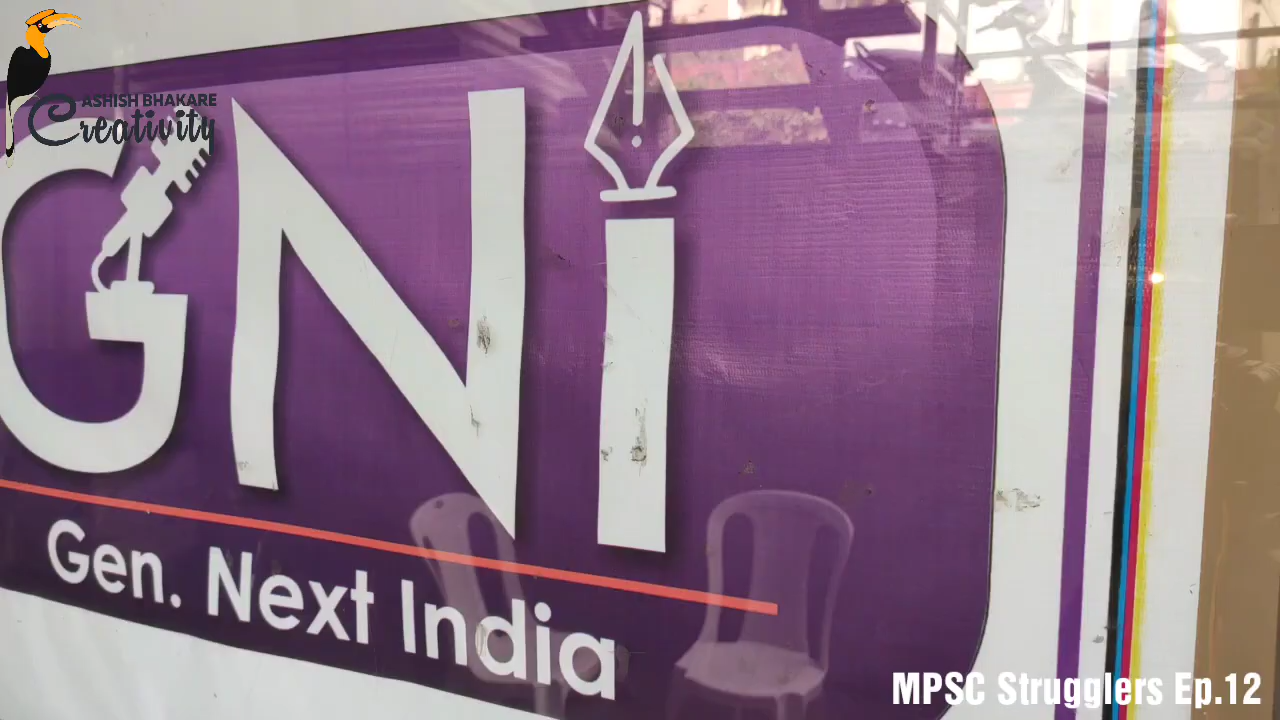 ASHISH BHAKARE
Creativity
GNi
Gen. Next India
MPSC Strugglers Ep.12